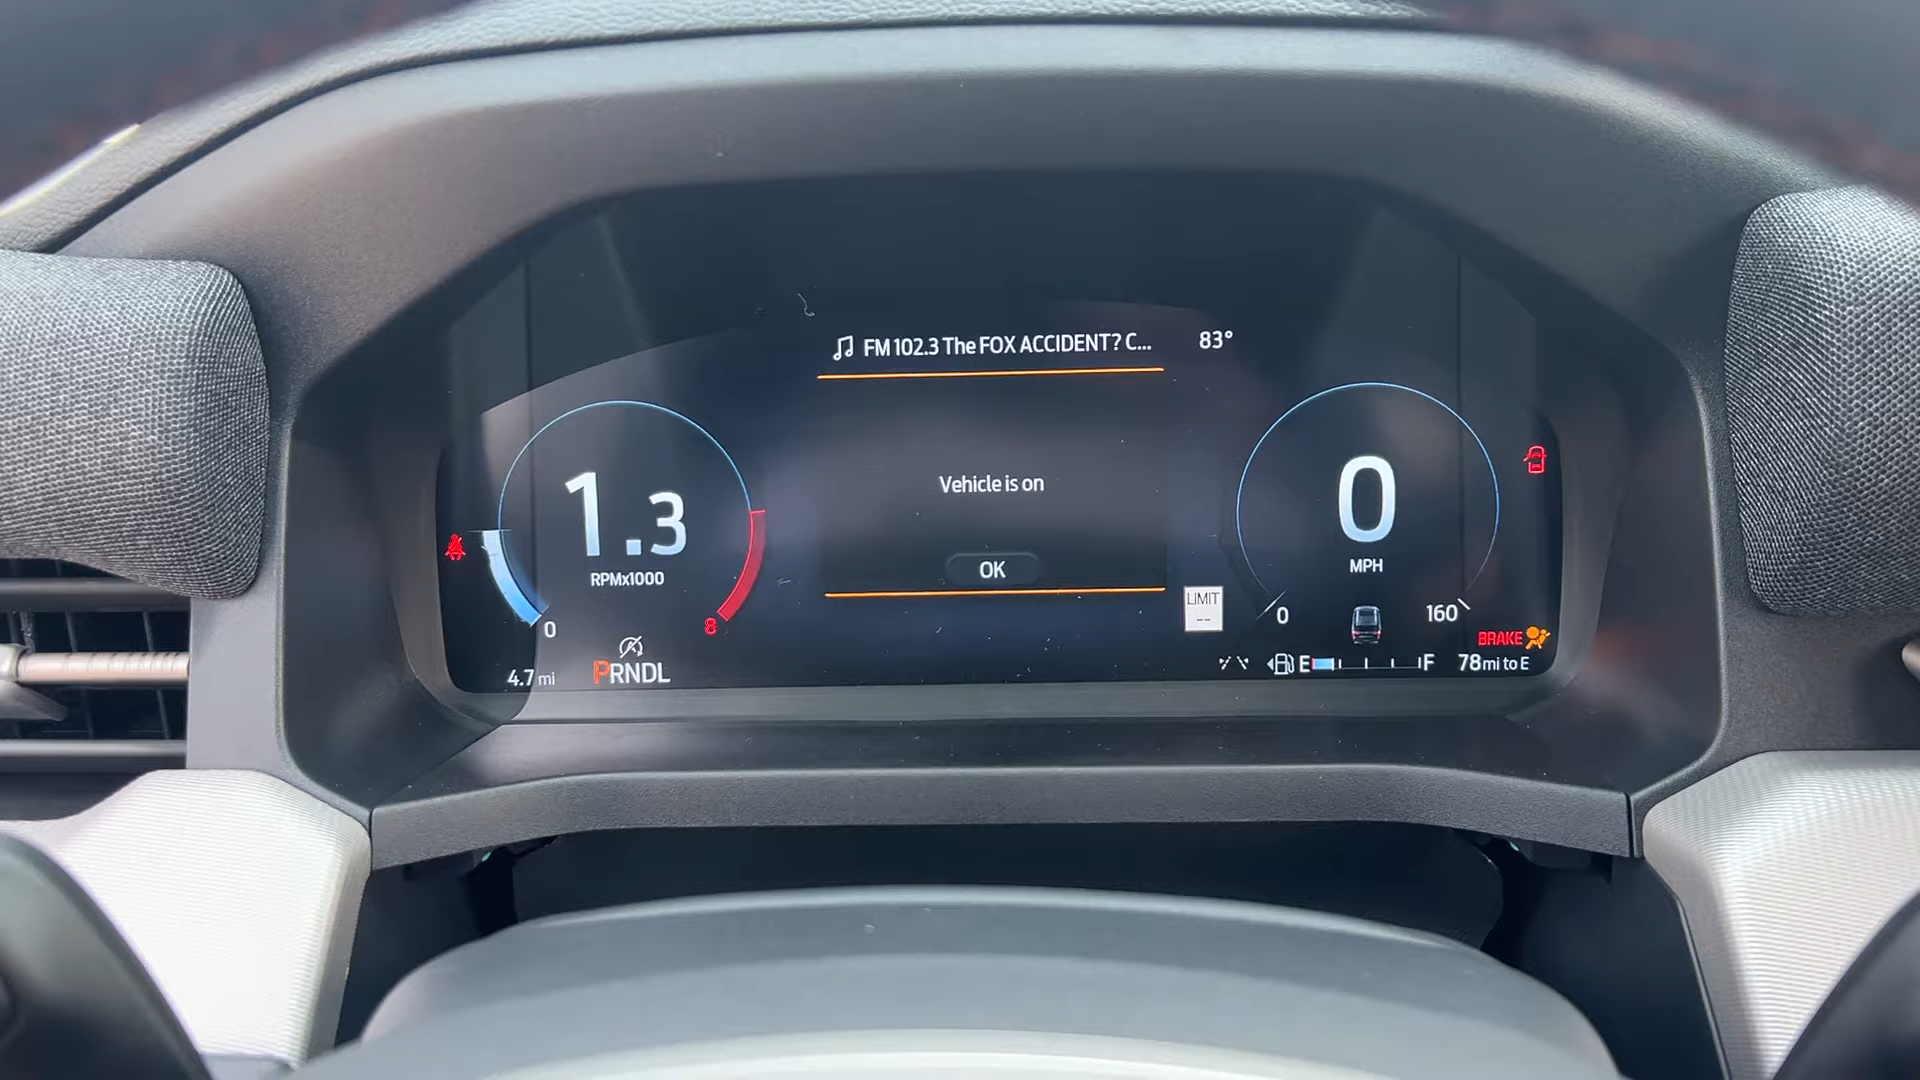 FM 102.3 The FOX ACCIDENT? C...
83°
Vehicle is on
OK
1.3
RPMx1000
0
8
PRNDL
4.7 mi
LIMIT
--
0
MPH
0
160
BRAKE
E
F
78 mi to E